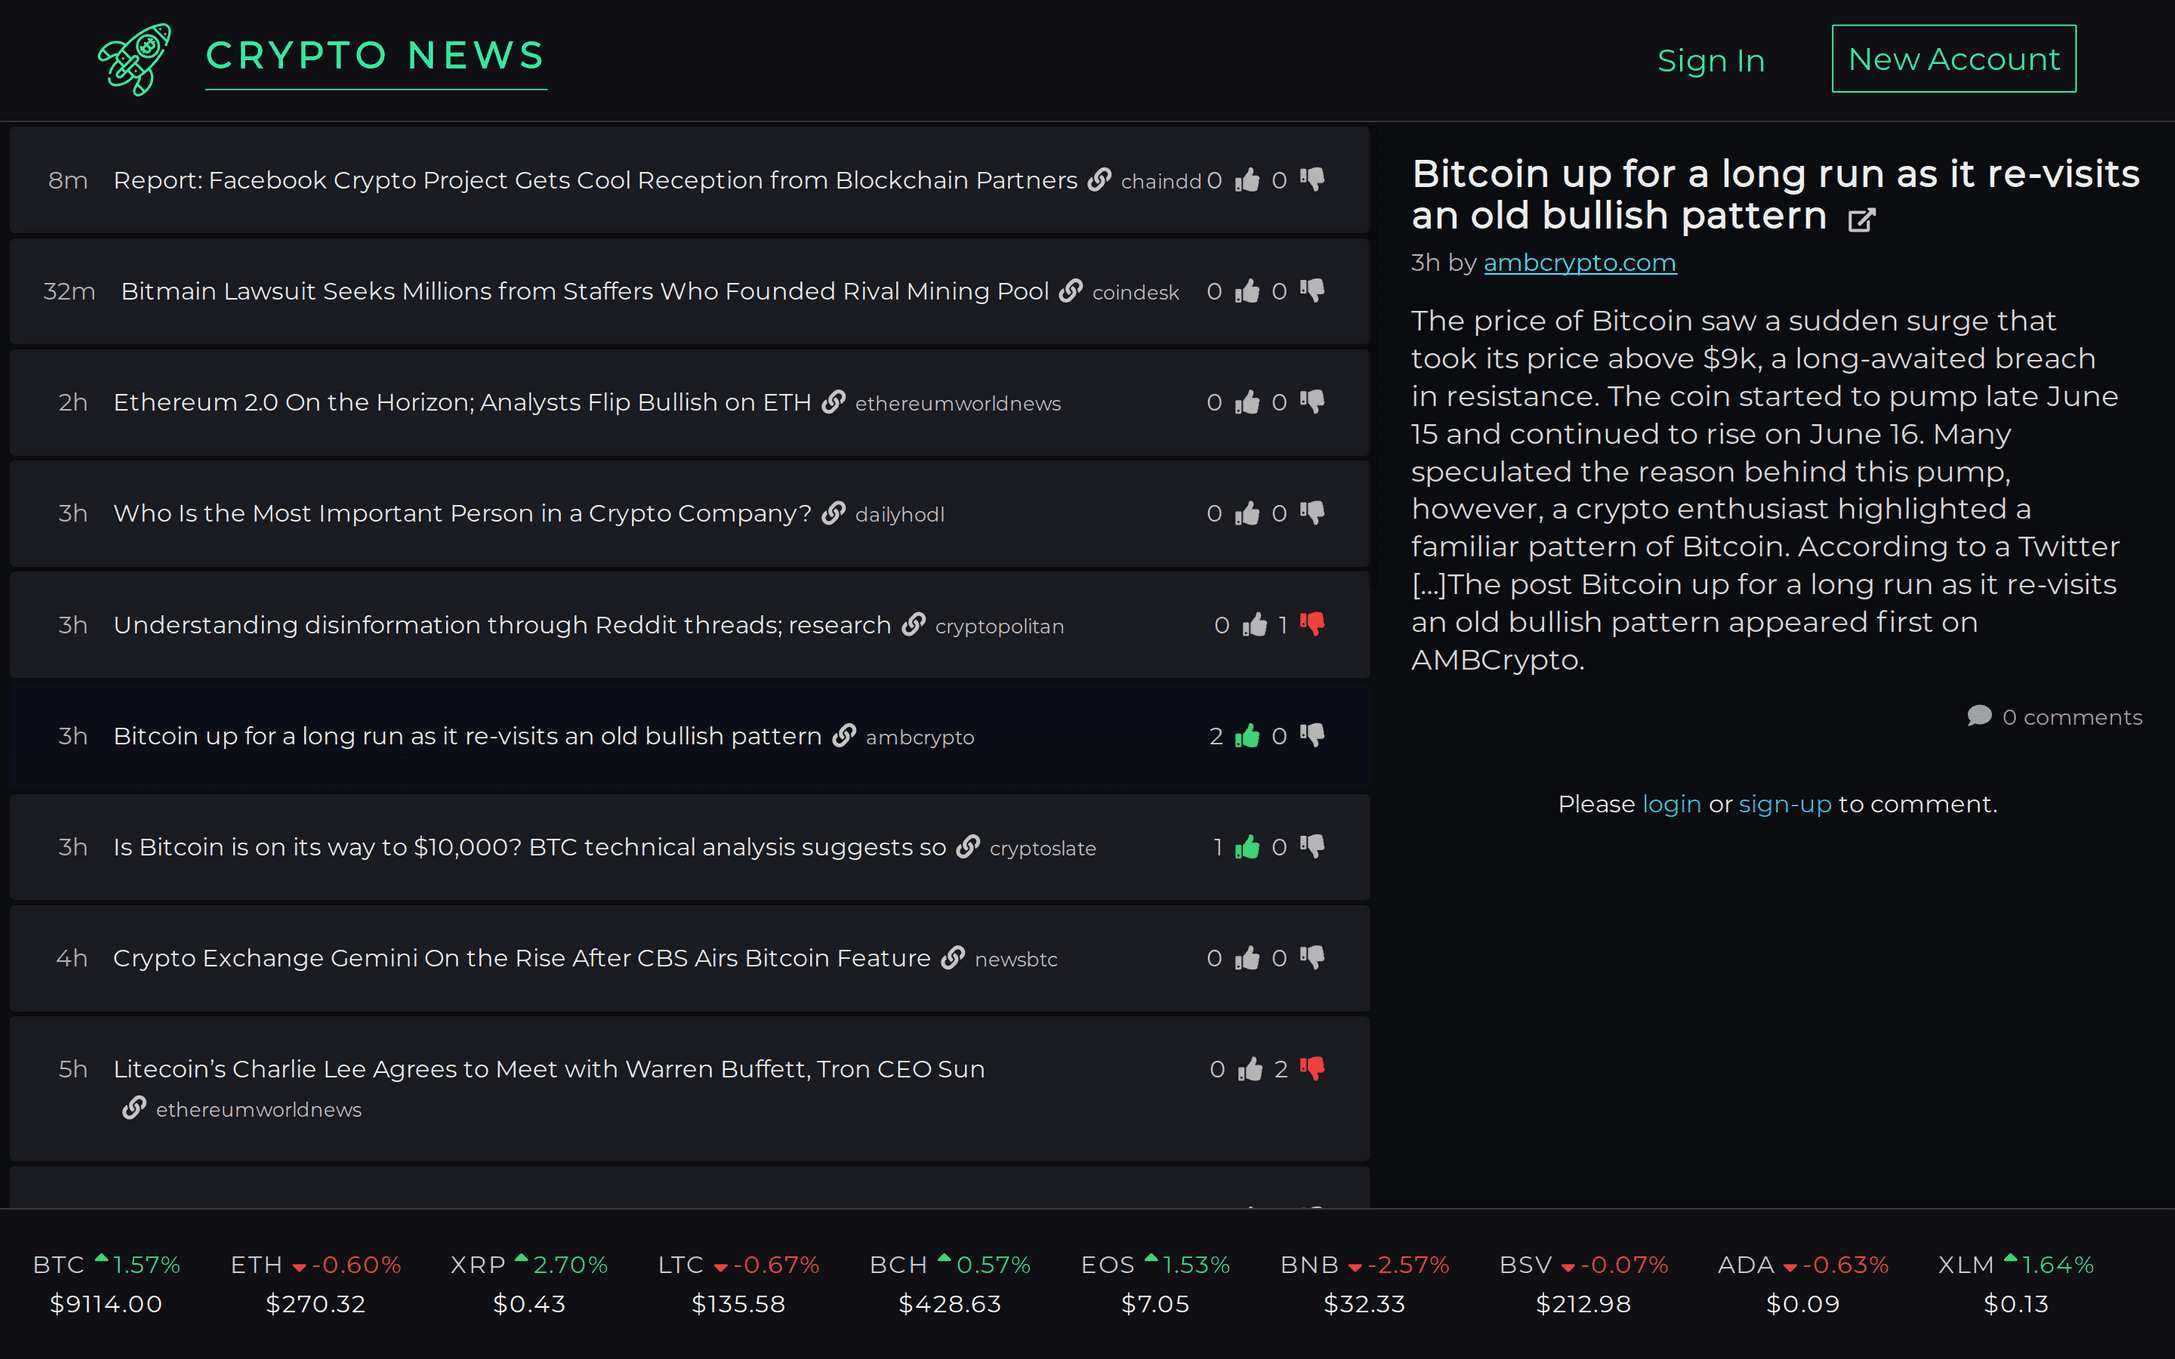 CRYPTO NEWS
Sign In
New Account
8m Report: Facebook Crypto Project Gets Cool Reception from Blockchain Partners chaindd 0 0
32m Bitmain Lawsuit Seeks Millions from Staffers Who Founded Rival Mining Pool coindesk 0 0
2h Ethereum 2.0 On the Horizon; Analysts Flip Bullish on ETH ethereumworldnews 0 0
3h Who Is the Most Important Person in a Crypto Company? dailyhodl 0 0
3h Understanding disinformation through Reddit threads; research cryptopolitan 0 1
3h Bitcoin up for a long run as it re-visits an old bullish pattern ambcrypto 2 0
3h Is Bitcoin is on its way to $10,000? BTC technical analysis suggests so cryptoslate 1 0
4h Crypto Exchange Gemini On the Rise After CBS Airs Bitcoin Feature newsbtc 0 0
5h Litecoin’s Charlie Lee Agrees to Meet with Warren Buffett, Tron CEO Sun 0 2
ethereumworldnews
Bitcoin up for a long run as it re-visits
an old bullish pattern
3h by ambcrypto.com
The price of Bitcoin saw a sudden surge that
took its price above $9k, a long-awaited breach
in resistance. The coin started to pump late June
15 and continued to rise on June 16. Many
speculated the reason behind this pump,
however, a crypto enthusiast highlighted a
familiar pattern of Bitcoin. According to a Twitter
[...]The post Bitcoin up for a long run as it re-visits
an old bullish pattern appeared first on
AMBCrypto.
0 comments
Please login or sign-up to comment.
BTC 1.57% ETH -0.60% XRP 2.70% LTC -0.67% BCH 0.57% EOS 1.53% BNB -2.57% BSV -0.07% ADA -0.63% XLM 1.64%
$9114.00 $270.32 $0.43 $135.58 $428.63 $7.05 $32.33 $212.98 $0.09 $0.13